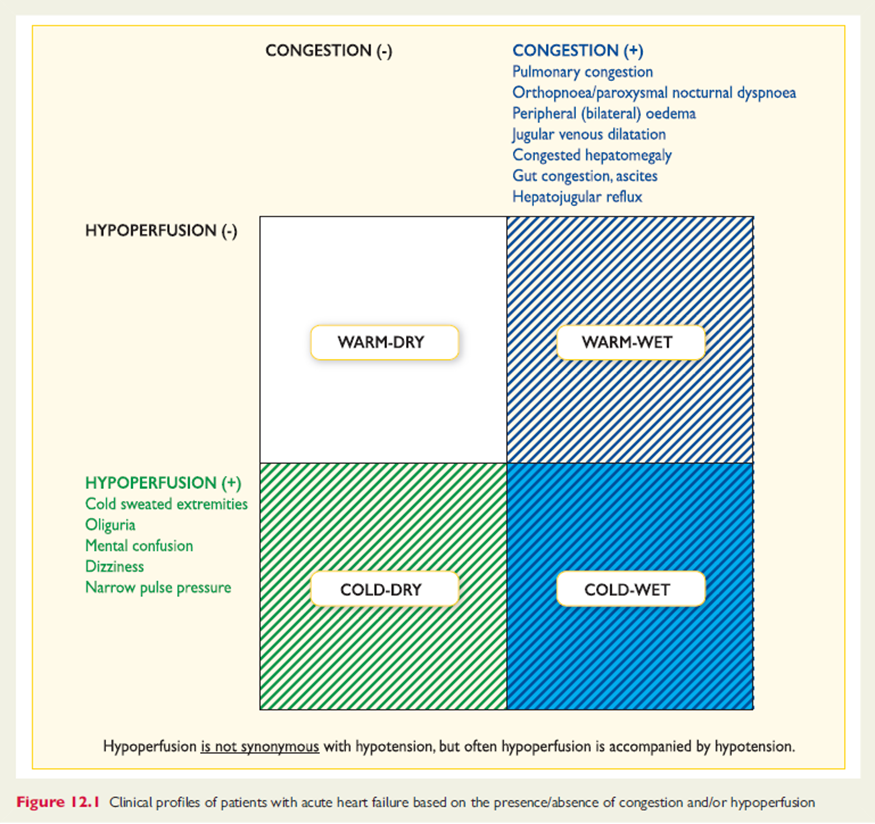 CONGESTION (-)
CONGESTION (+)
Pulmonary congestion
Orthopnoea/paroxysmal nocturnal dyspnoea
Peripheral (bilateral) oedema
Jugular venous dilatation
Congested hepatomegaly
Gut congestion, ascites
Hepatojugular reflux
HYPOPERFUSION (-)
WARM-DRY
WARM-WET
HYPOPERFUSION (+)
Cold sweated extremities
Oliguria
Mental confusion
Dizziness
Narrow pulse pressure
COLD-DRY
COLD-WET
Hypoperfusion is not synonymous with hypotension, but often hypoperfusion is accompanied by hypotension.
Figure 12.1 Clinical profiles of patients with acute heart failure based on the presence/absence of congestion and/or hypoperfusion